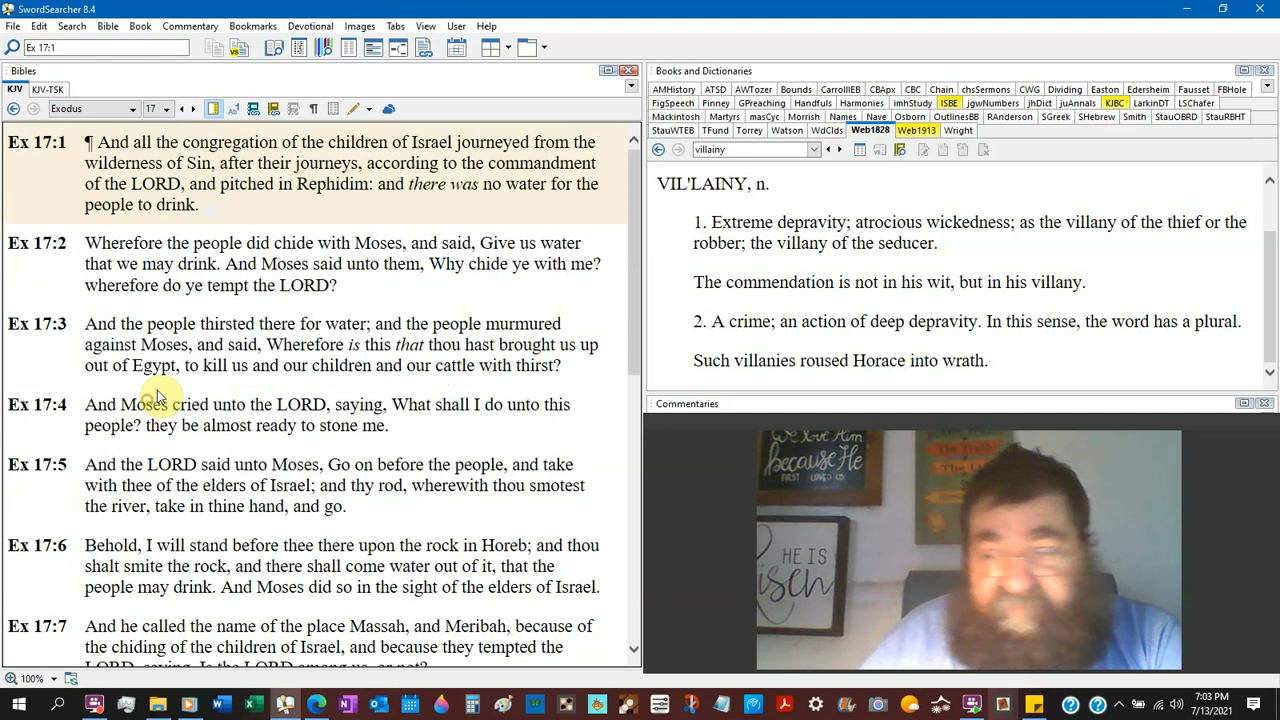 SwordSearcher 8.4
File Edit Search Bible Book Commentary Bookmarks Devotional Images Tabs View User Help
Ex 17:1
Bibles
KJV KJV-TSK
Exodus 17
Ex 17:1 ¶ And all the congregation of the children of Israel journeyed from the
wilderness of Sin, after their journeys, according to the commandment
of the LORD, and pitched in Rephidim: and there was no water for the
people to drink.
Ex 17:2 Wherefore the people did chide with Moses, and said, Give us water
that we may drink. And Moses said unto them, Why chide ye with me?
wherefore do ye tempt the LORD?
Ex 17:3 And the people thirsted there for water; and the people murmured
against Moses, and said, Wherefore is this that thou hast brought us up
out of Egypt, to kill us and our children and our cattle with thirst?
Ex 17:4 And Moses cried unto the LORD, saying, What shall I do unto this
people? they be almost ready to stone me.
Ex 17:5 And the LORD said unto Moses, Go on before the people, and take
with thee of the elders of Israel; and thy rod, wherewith thou smotest
the river, take in thine hand, and go.
Ex 17:6 Behold, I will stand before thee there upon the rock in Horeb; and thou
shalt smite the rock, and there shall come water out of it, that the
people may drink. And Moses did so in the sight of the elders of Israel.
Ex 17:7 And he called the name of the place Massah, and Meribah, because of
the chiding of the children of Israel, and because they tempted the
LORD, saying, Is the LORD among us, or not?
100%
Books and Dictionaries
AMHistory ATSD AWTozer Bounds CarrollIEB CBApx CBC Chain chsSermons CWG Dividing Easton Edersheim Fausset FBHole
FigSpeech Finney GPreaching Handfuls Harmonies imhStudy ISBE jgwNumbers jhDict juAnnals KJBC LarkinDT LSChafer
Mackintosh Martyrs masCyc Morrish Names Nave Osborn OutlinesBB RAnderson SGreek SHebrew Smith StauOBRD StauRBHT
StauWTEB TFund Torrey Watson WdClds Web1828 Web1913 Wright
villainy
VIL'LAINY, n.
1. Extreme depravity; atrocious wickedness; as the villany of the thief or the
robber; the villany of the seducer.
The commendation is not in his wit, but in his villany.
2. A crime; an action of deep depravity. In this sense, the word has a plural.
Such villanies roused Horace into wrath.
Commentaries
We love Him
because He
FIRST LOVED US
HE IS
Risen
7:03 PM
7/13/2021